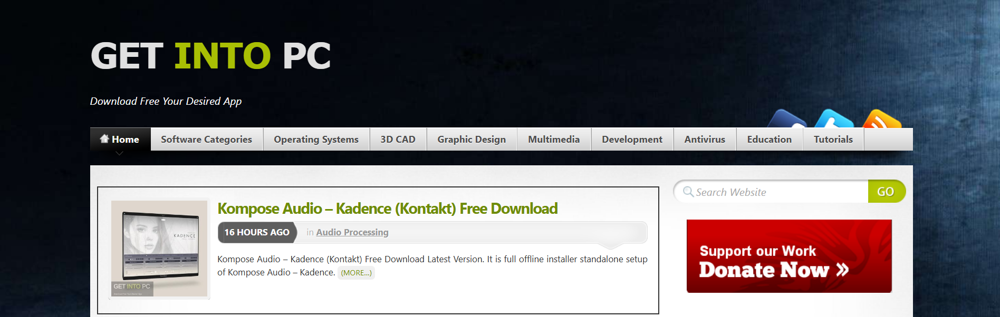 GET INTO PC
Download Free Your Desired App
Home
Software Categories
Operating Systems
3D CAD
Graphic Design
Multimedia
Development
Antivirus
Education
Tutorials
Kompose Audio – Kadence (Kontakt) Free Download
16 HOURS AGO in Audio Processing
Kompose Audio – Kadence (Kontakt) Free Download Latest Version. It is full offline installer standalone setup
of Kompose Audio – Kadence. (MORE...)
KADENCE
GET INTO PC
Search Website GO
Support our Work
Donate Now »